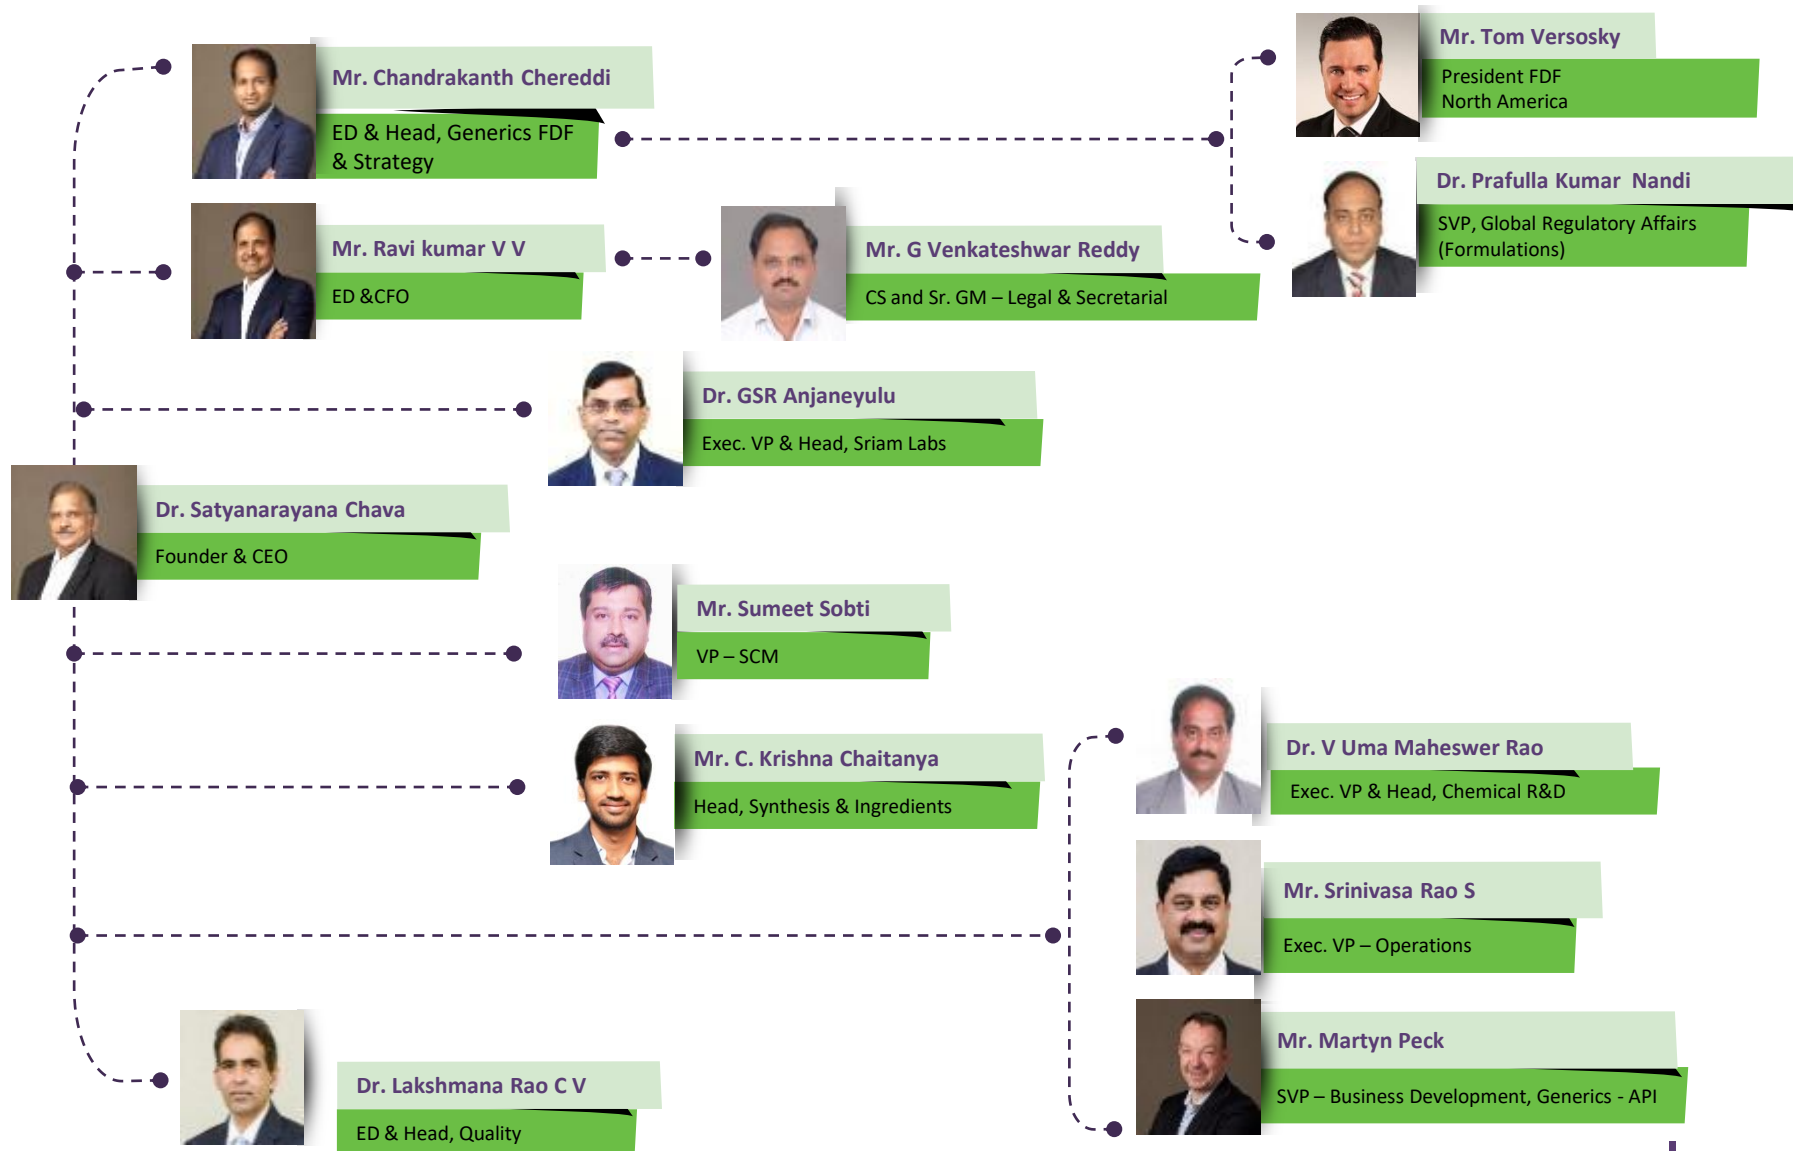 Mr. Chandrakanth Chereddi
ED & Head, Generics FDF
& Strategy
Mr. Tom Versosky
President FDF
North America
Dr. Prafulla Kumar Nandi
SVP, Global Regulatory Affairs
(Formulations)
Mr. Ravi kumar V V
ED &CFO
Mr. G Venkateshwar Reddy
CS and Sr. GM – Legal & Secretarial
Dr. GSR Anjaneyulu
Exec. VP & Head, Sriam Labs
Dr. Satyanarayana Chava
Founder & CEO
Mr. Sumeet Sobti
VP – SCM
Mr. C. Krishna Chaitanya
Head, Synthesis & Ingredients
Dr. V Uma Maheswer Rao
Exec. VP & Head, Chemical R&D
Mr. Srinivasa Rao S
Exec. VP – Operations
Mr. Martyn Peck
SVP – Business Development, Generics - API
Dr. Lakshmana Rao C V
ED & Head, Quality